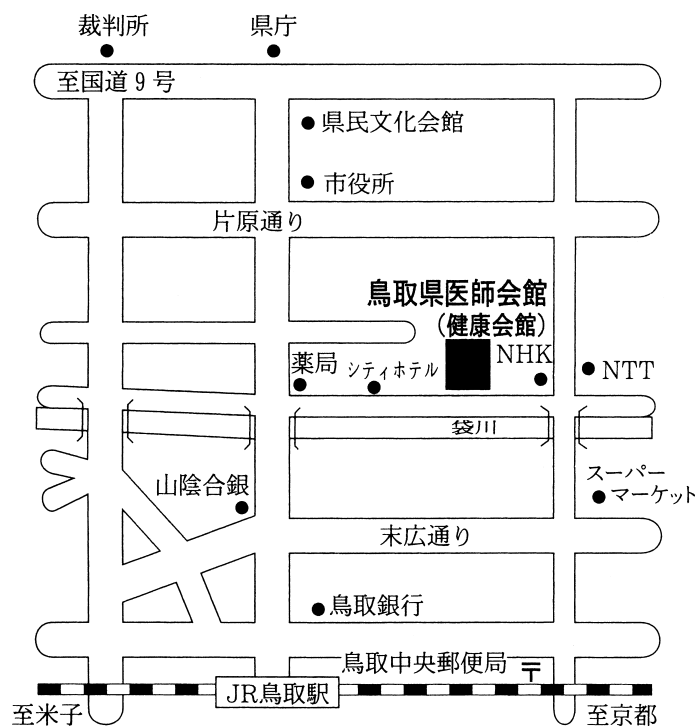 裁判所
県庁
至国道9号
県民文化会館
市役所
片原通り
鳥取県医師会館
(健康会館)
薬局
シティホテル
NHK
NTT
袋川
山陰合銀
スーパー
マーケット
末広通り
鳥取銀行
鳥取中央郵便局 〒
至米子
JR鳥取駅
至京都